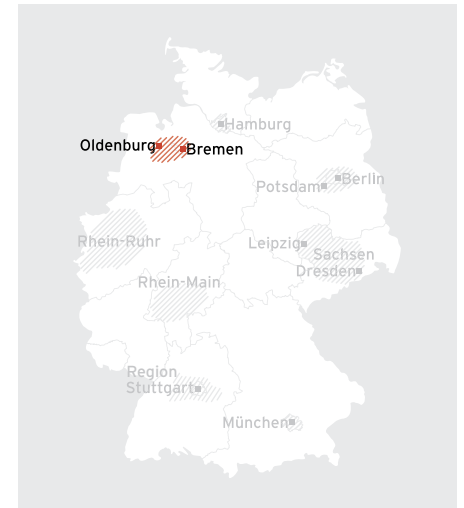 Hamburg
Oldenburg
Bremen
Berlin
Potsdam
Rhein-Ruhr
Leipzig
Sachsen
Dresden
Rhein-Main
Region
Stuttgart
München